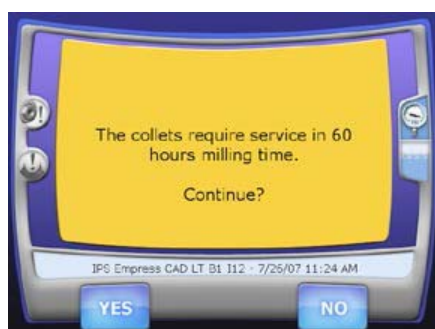 The collets require service in 60
hours milling time.
Continue?
IPS Empress CAD LT B1 I12 - 7/26/07 11:24 AM
YES
NO